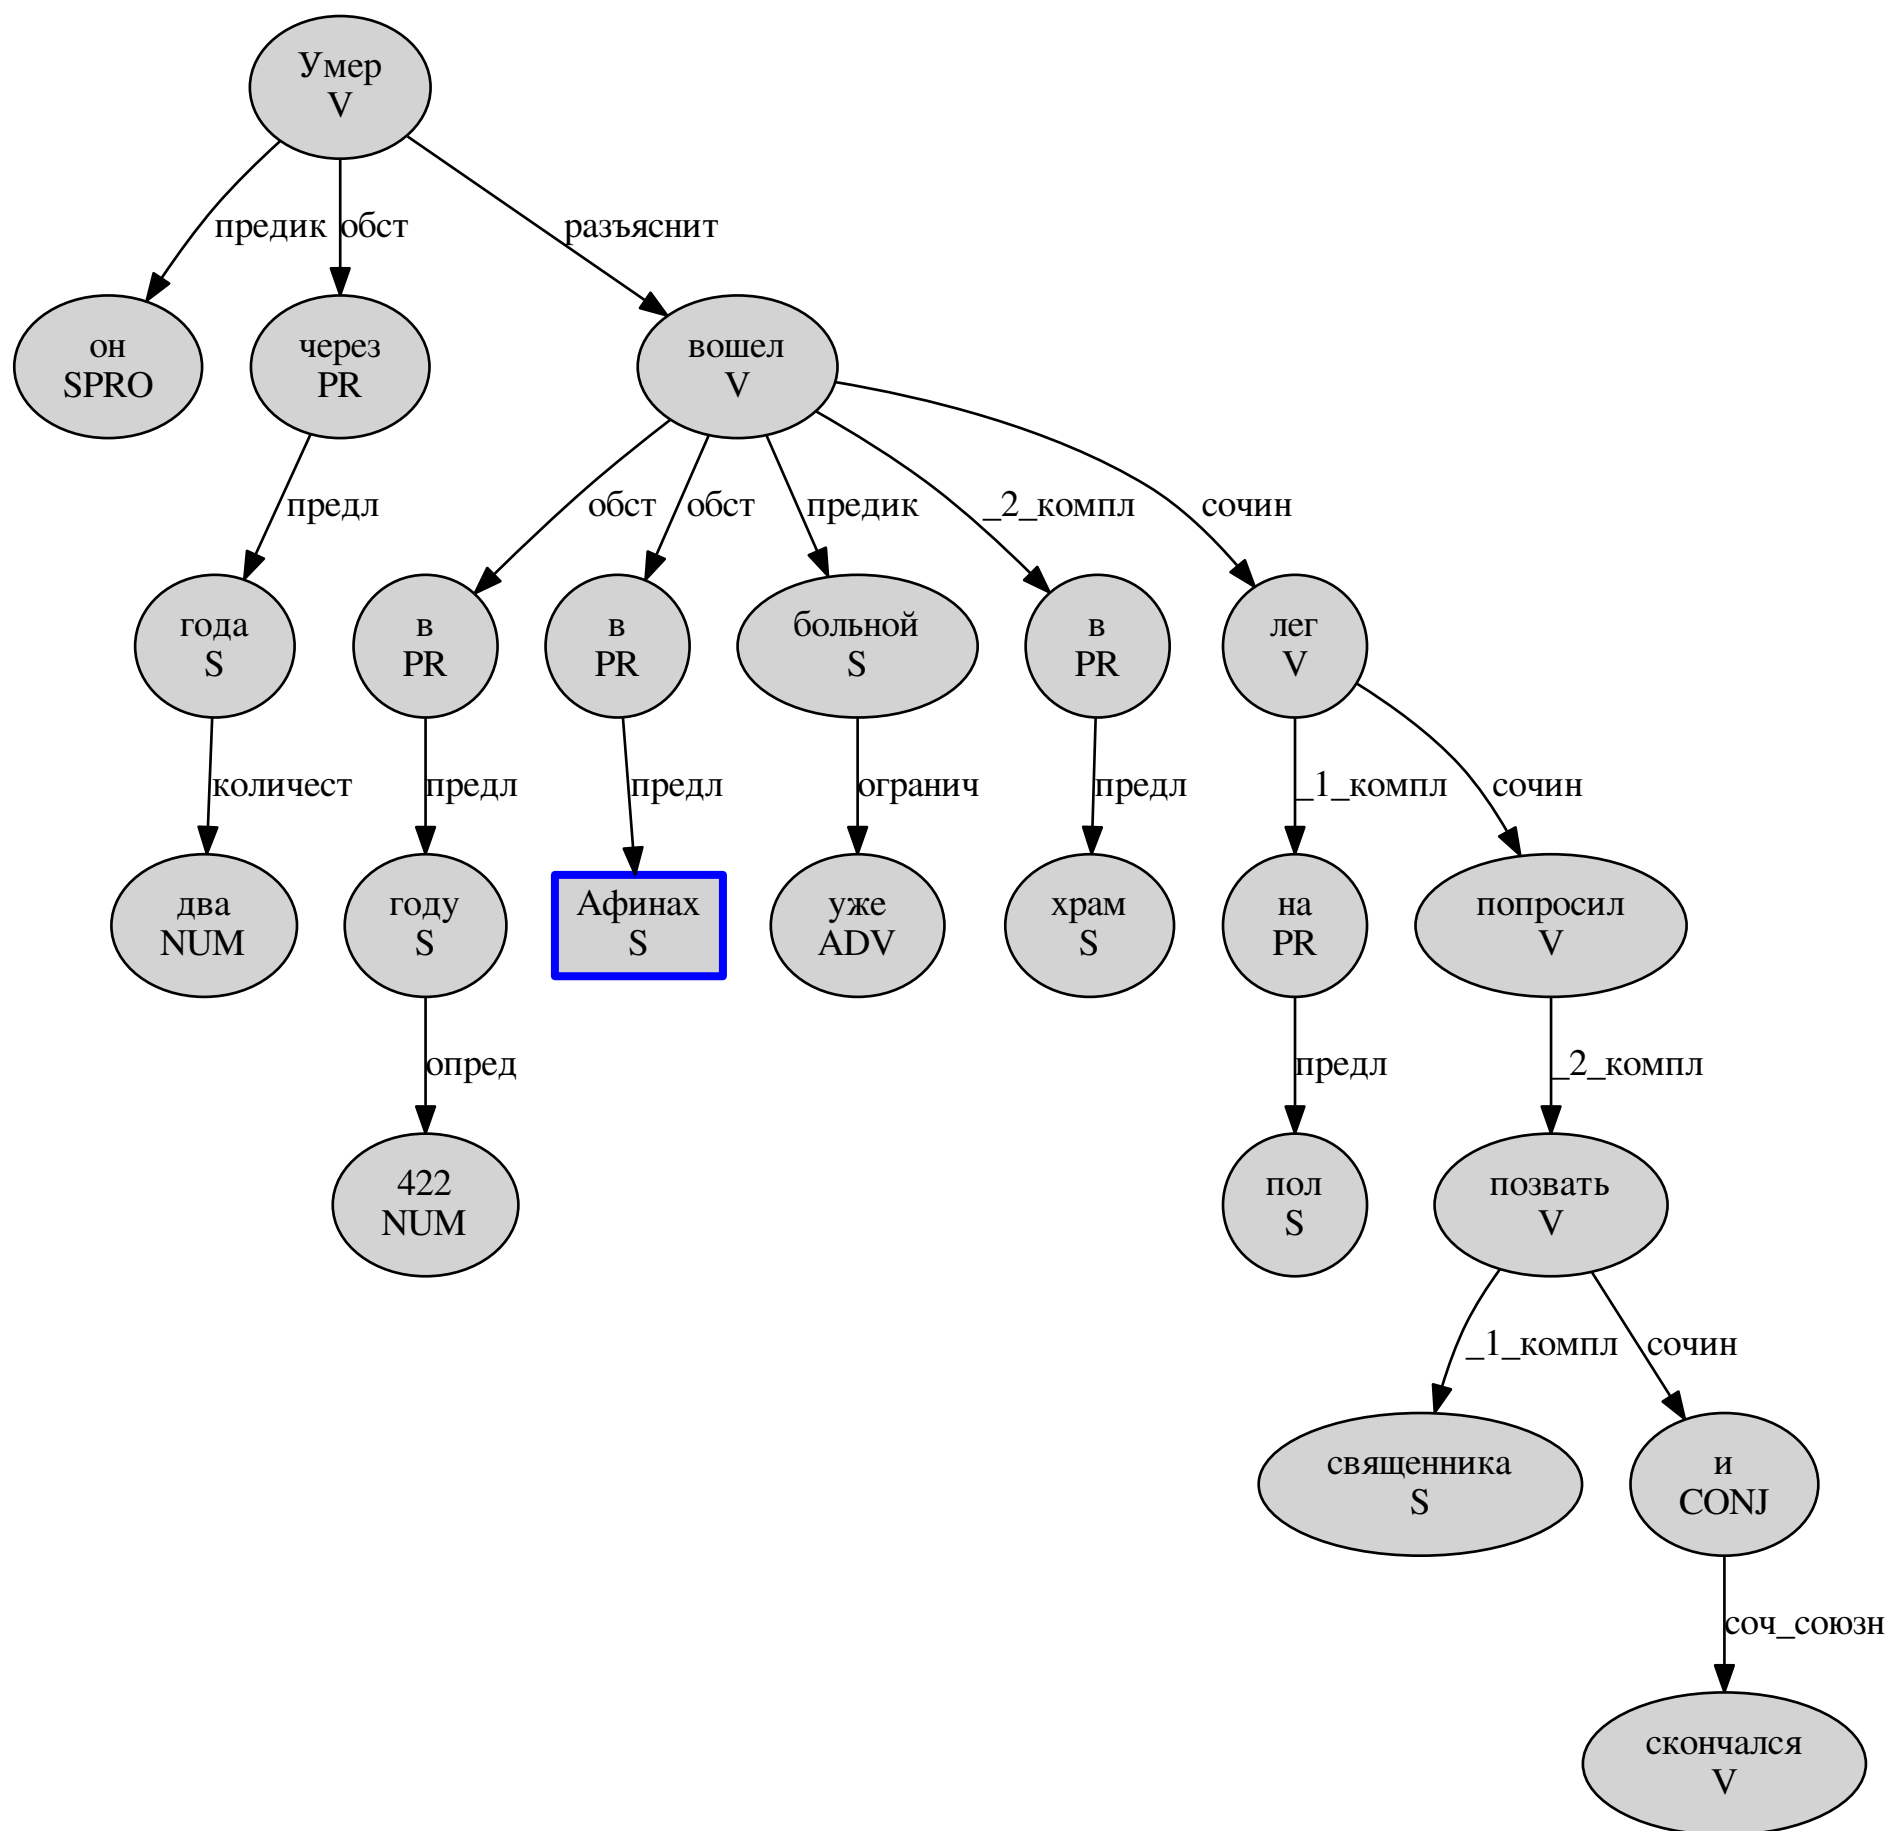 Умер
V
предик
обст
разъяснит
он
SPRO
через
PR
вошел
V
предл
обст
обст
предик
_2_компл
сочин
года
S
в
PR
в
PR
больной
S
в
PR
лег
V
количест
предл
предл
огранич
предл
_1_компл
сочин
два
NUM
году
S
Афинах
S
уже
ADV
храм
S
на
PR
попросил
V
опред
предл
_2_компл
422
NUM
пол
S
позвать
V
_1_компл
сочин
священника
S
и
CONJ
соч_союзн
скончался
V